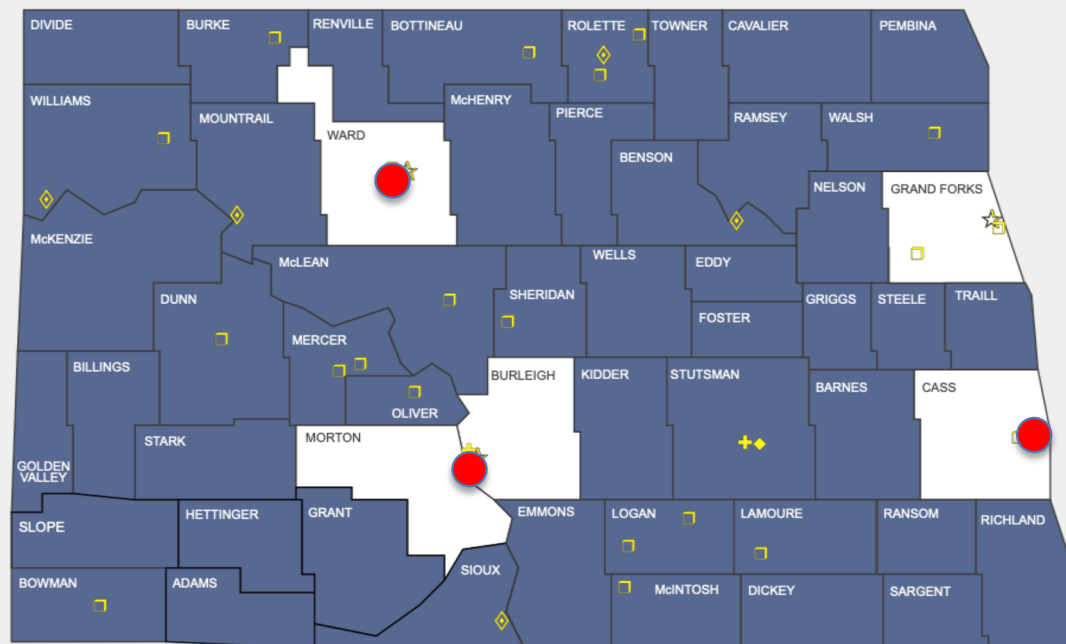 DIVIDE
BURKE
RENVILLE
BOTTINEAU
ROLETTE
TOWNER
CAVALIER
PEMBINA
WILLIAMS
MOUNTRAIL
WARD
McHENRY
PIERCE
RAMSEY
WALSH
BENSON
NELSON
GRAND FORKS
McKENZIE
McLEAN
WELLS
EDDY
DUNN
SHERIDAN
GRIGGS
STEELE
TRAILL
FOSTER
MERCER
BILLINGS
BURLEIGH
KIDDER
STUTSMAN
BARNES
CASS
OLIVER
STARK
MORTON
GOLDEN
VALLEY
SLOPE
HETTINGER
GRANT
EMMONS
LOGAN
LAMOURE
RANSOM
RICHLAND
SIOUX
BOWMAN
ADAMS
McINTOSH
DICKEY
SARGENT